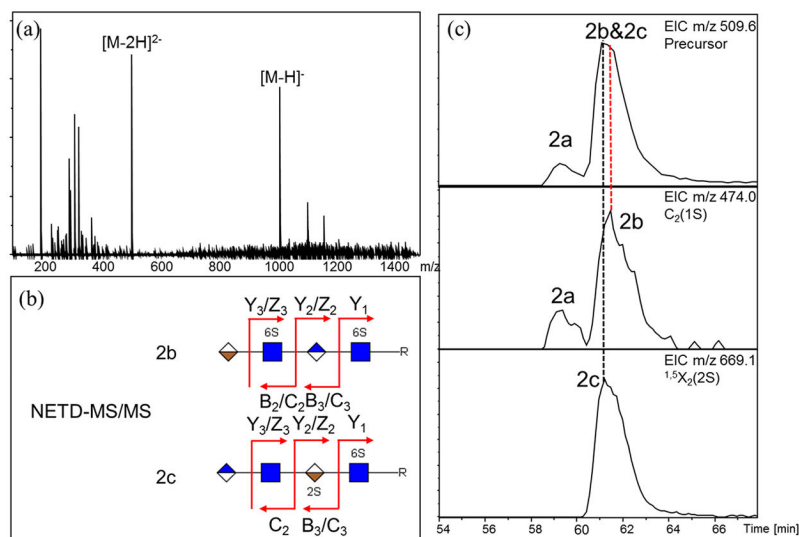 (a)
[M-2H]²⁻
[M-H]⁻
200 400 600 800 1000 1200 1400 m/z
(b)
NETD-MS/MS
2b
Y₃/Z₃ Y₂/Z₂ Y₁
6S 6S
R
B₂/C₂ B₃/C₃
2c
Y₃/Z₃ Y₂/Z₂ Y₁
6S
R
2S
C₂ B₃/C₃
(c)
2b&2c
EIC m/z 509.6
Precursor
2a
EIC m/z 474.0
C₂(1S)
2b
2a
EIC m/z 669.1
¹,⁵X₂(2S)
2c
54 56 58 60 62 64 66 Time [min]